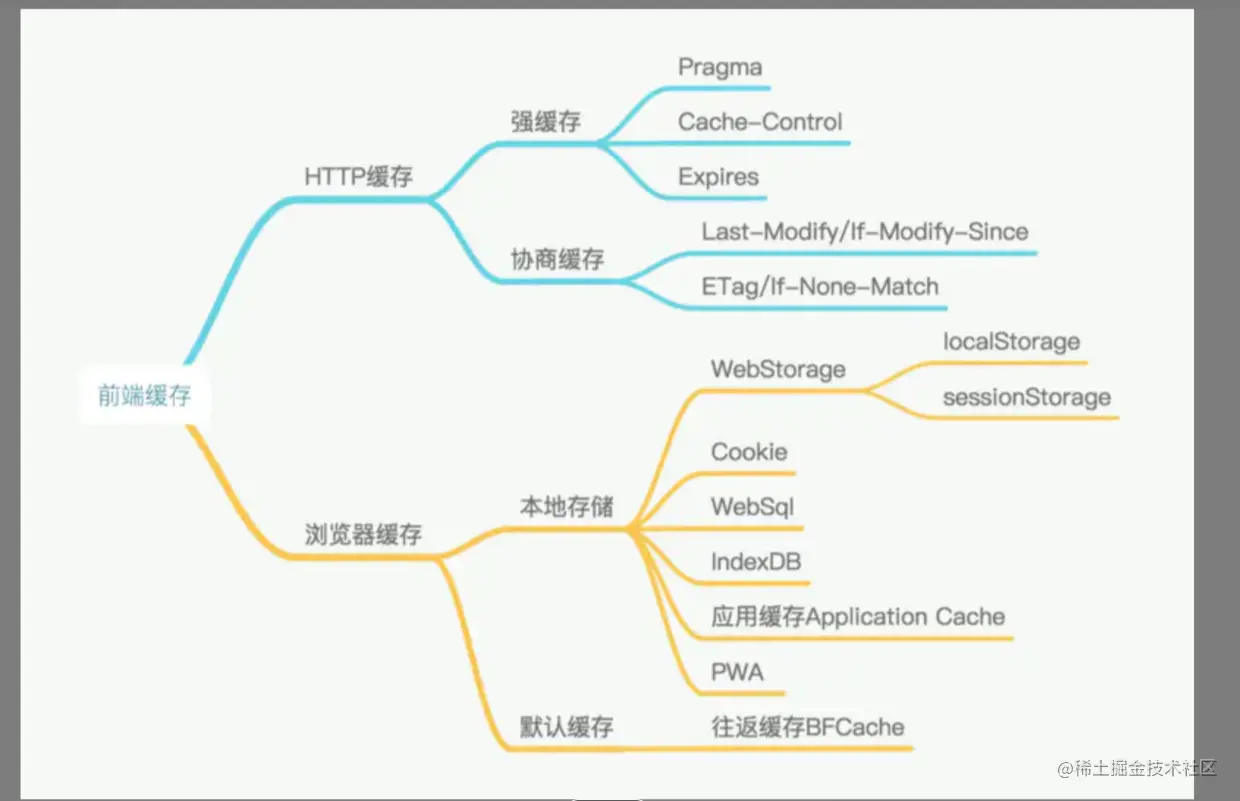 Pragma
强缓存
Cache-Control
HTTP缓存
Expires
Last-Modify/If-Modify-Since
协商缓存
ETag/If-None-Match
前端缓存
localStorage
WebStorage
sessionStorage
Cookie
本地存储
WebSql
浏览器缓存
IndexDB
应用缓存Application Cache
PWA
默认缓存
往返缓存BFCache
@稀土掘金技术社区